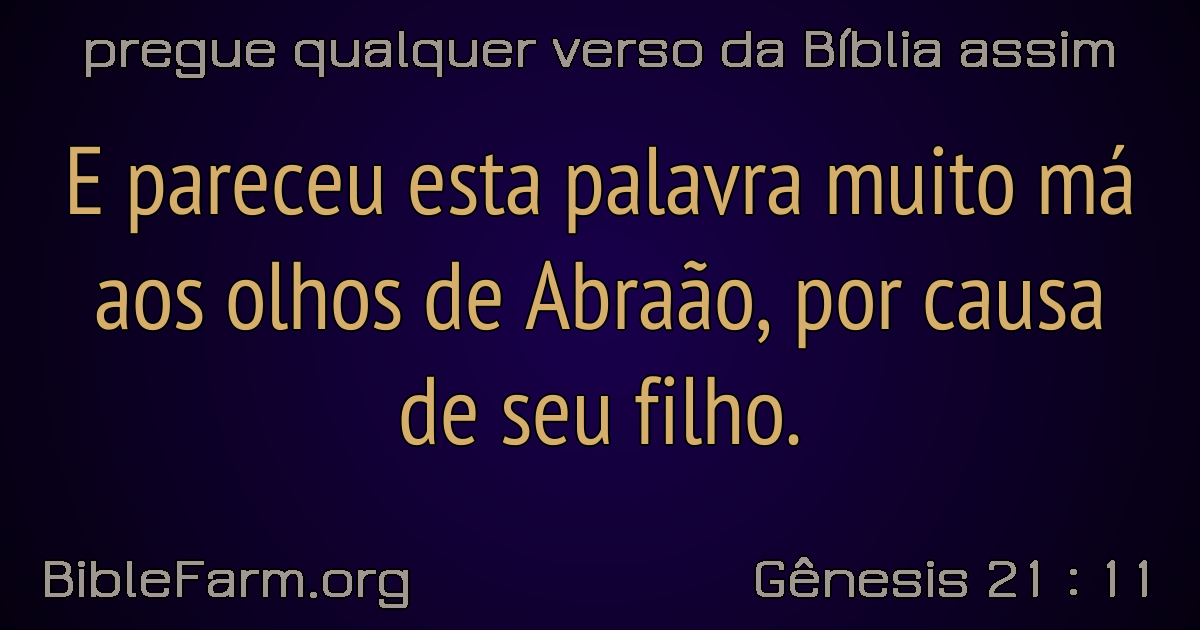 pregue qualquer verso da Bíblia assim
E pareceu esta palavra muito má
aos olhos de Abraão, por causa
de seu filho.
BibleFarm.org
Gênesis 21 : 11